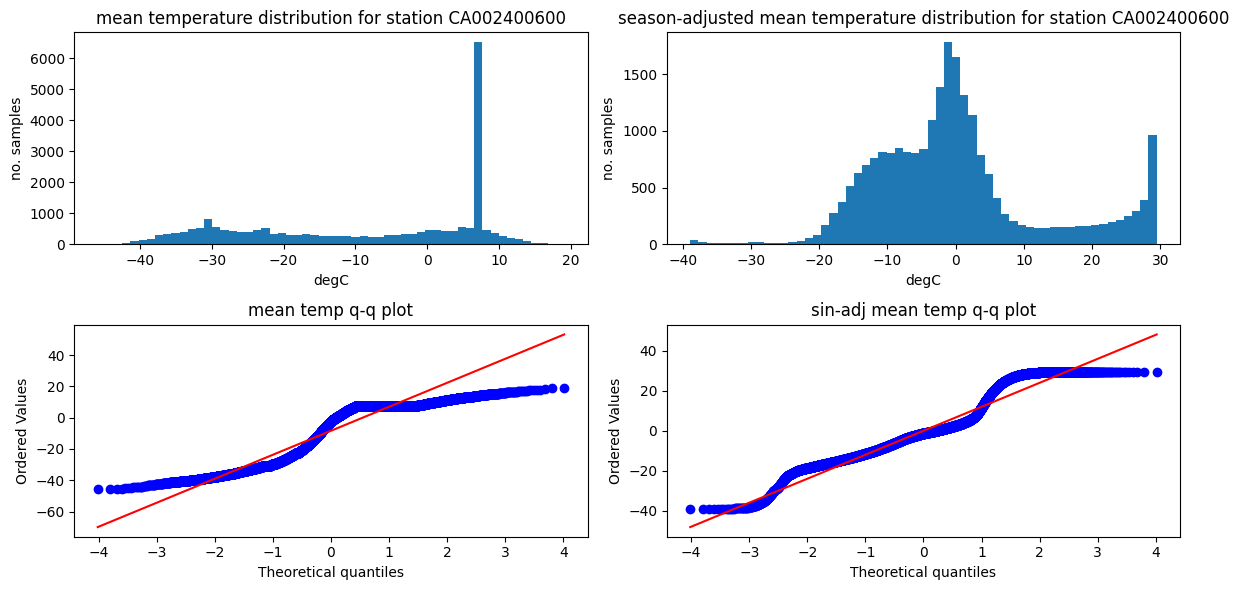 mean temperature distribution for station CA002400600
no. samples
6000
5000
4000
3000
2000
1000
0
−40 −30 −20 −10 0 10 20
degC
season-adjusted mean temperature distribution for station CA002400600
no. samples
1500
1000
500
0
−40 −30 −20 −10 0 10 20 30
degC
mean temp q-q plot
Ordered Values
40
20
0
−20
−40
−60
−4 −3 −2 −1 0 1 2 3 4
Theoretical quantiles
sin-adj mean temp q-q plot
Ordered Values
40
20
0
−20
−40
−4 −3 −2 −1 0 1 2 3 4
Theoretical quantiles